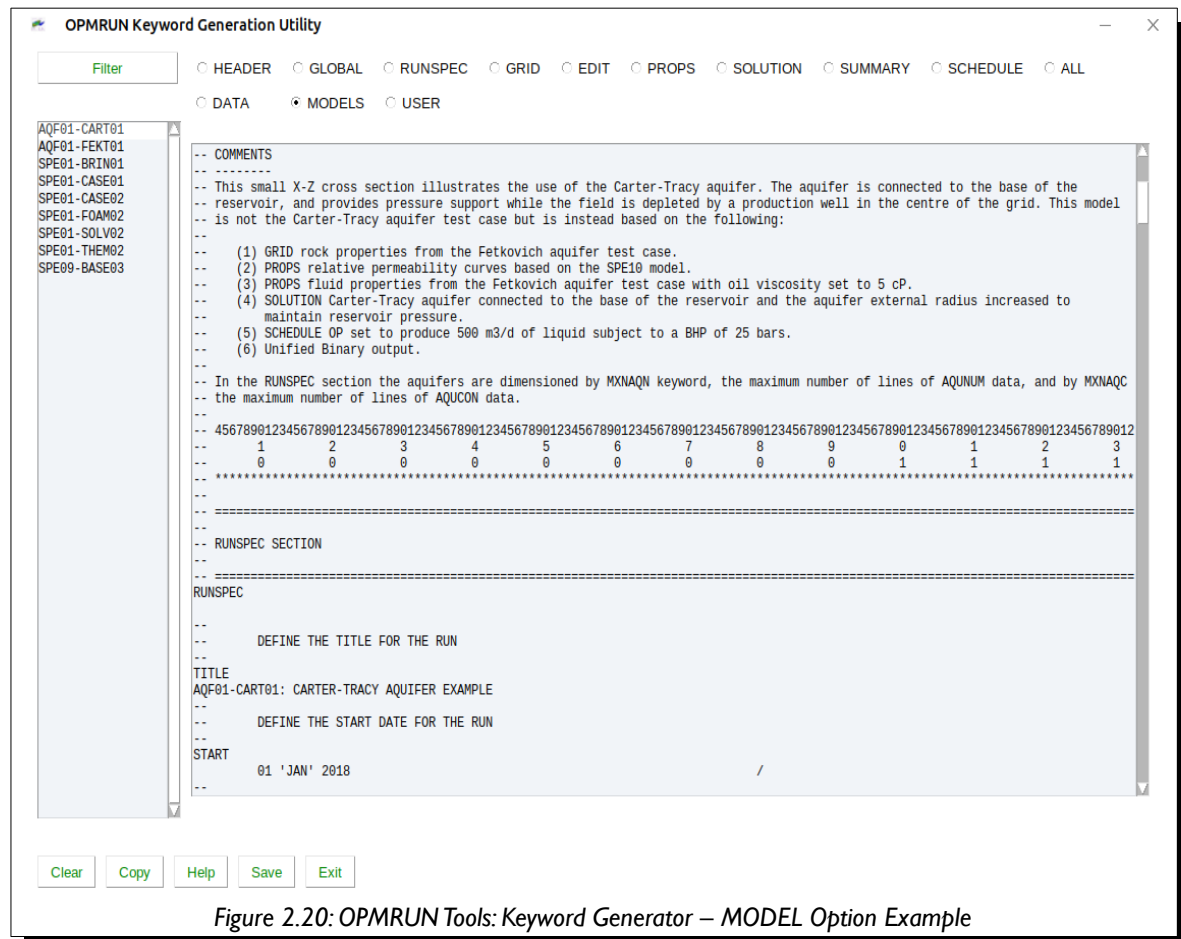 OPMRUN Keyword Generation Utility
Filter
HEADER GLOBAL RUNSPEC GRID EDIT PROPS SOLUTION SUMMARY SCHEDULE ALL
DATA MODELS USER
AQF01-CART01
AQF01-FEKT01
SPE01-BRIN01
SPE01-CASE01
SPE01-CASE02
SPE01-FOAM02
SPE01-SOLV02
SPE01-THEM02
SPE09-BASE03
-- COMMENTS
-- --------
-- This small X-Z cross section illustrates the use of the Carter-Tracy aquifer. The aquifer is connected to the base of the
-- reservoir, and provides pressure support while the field is depleted by a production well in the centre of the grid. This model
-- is not the Carter-Tracy aquifer test case but is instead based on the following:
--
-- (1) GRID rock properties from the Fetkovich aquifer test case.
-- (2) PROPS relative permeability curves based on the SPE10 model.
-- (3) PROPS fluid properties from the Fetkovich aquifer test case with oil viscosity set to 5 cP.
-- (4) SOLUTION Carter-Tracy aquifer connected to the base of the reservoir and the aquifer external radius increased to
-- maintain reservoir pressure.
-- (5) SCHEDULE OP set to produce 500 m3/d of liquid subject to a BHP of 25 bars.
-- (6) Unified Binary output.
--
-- In the RUNSPEC section the aquifers are dimensioned by MXNAQN keyword, the maximum number of lines of AQUNUM data, and by MXNAQC
-- the maximum number of lines of AQUCON data.
--
-- 456789012345678901234567890123456789012345678901234567890123456789012345678901234567890123456789012345678901234567890123456789012
-- 1 2 3 4 5 6 7 8 9 0 1 2 3
-- 0 0 0 0 0 0 0 0 0 1 1 1 1
-- *********************************************************************************************************************************
--
-- =================================================================================================================================
--
-- RUNSPEC SECTION
--
-- =================================================================================================================================
RUNSPEC
--
-- DEFINE THE TITLE FOR THE RUN
--
TITLE
AQF01-CART01: CARTER-TRACY AQUIFER EXAMPLE
--
-- DEFINE THE START DATE FOR THE RUN
--
START
01 'JAN' 2018 /
--
Clear Copy Help Save Exit
Figure 2.20: OPMRUN Tools: Keyword Generator – MODEL Option Example